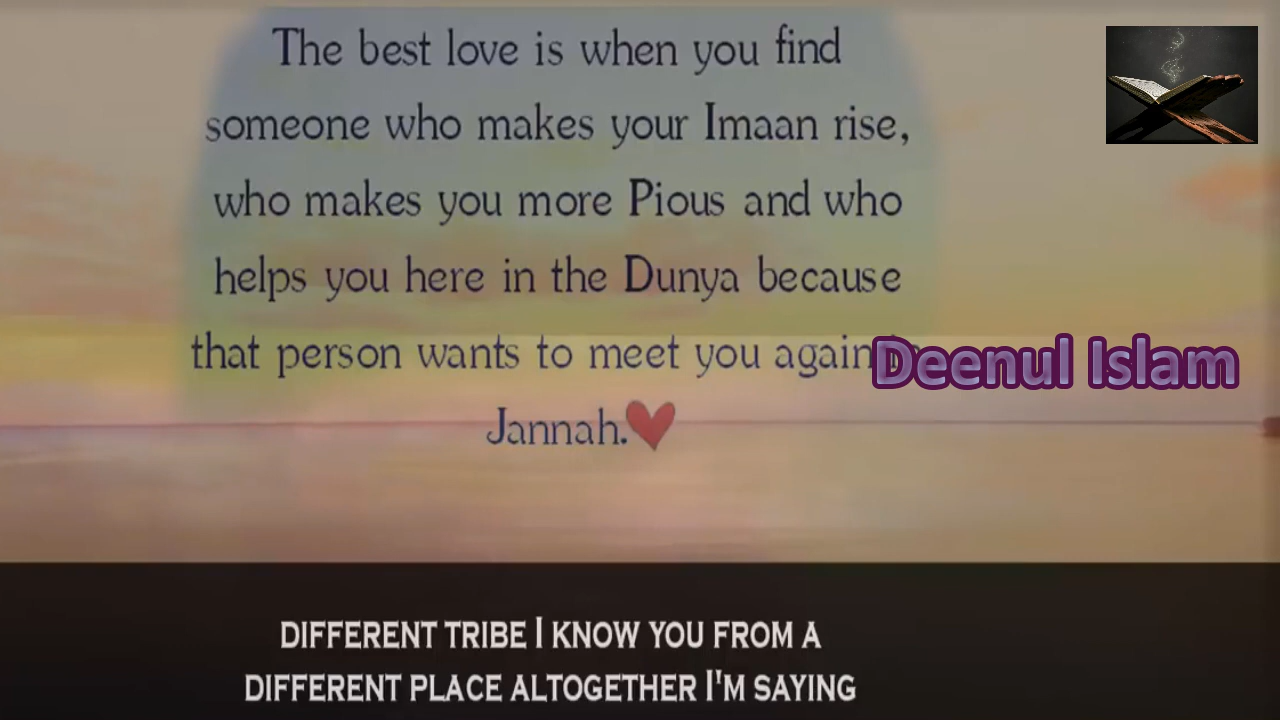 The best love is when you find
someone who makes your Imaan rise,
who makes you more Pious and who
helps you here in the Dunya because
that person wants to meet you again
Deenul Islam
Jannah.
DIFFERENT TRIBE I KNOW YOU FROM A
DIFFERENT PLACE ALTOGETHER I'M SAYING